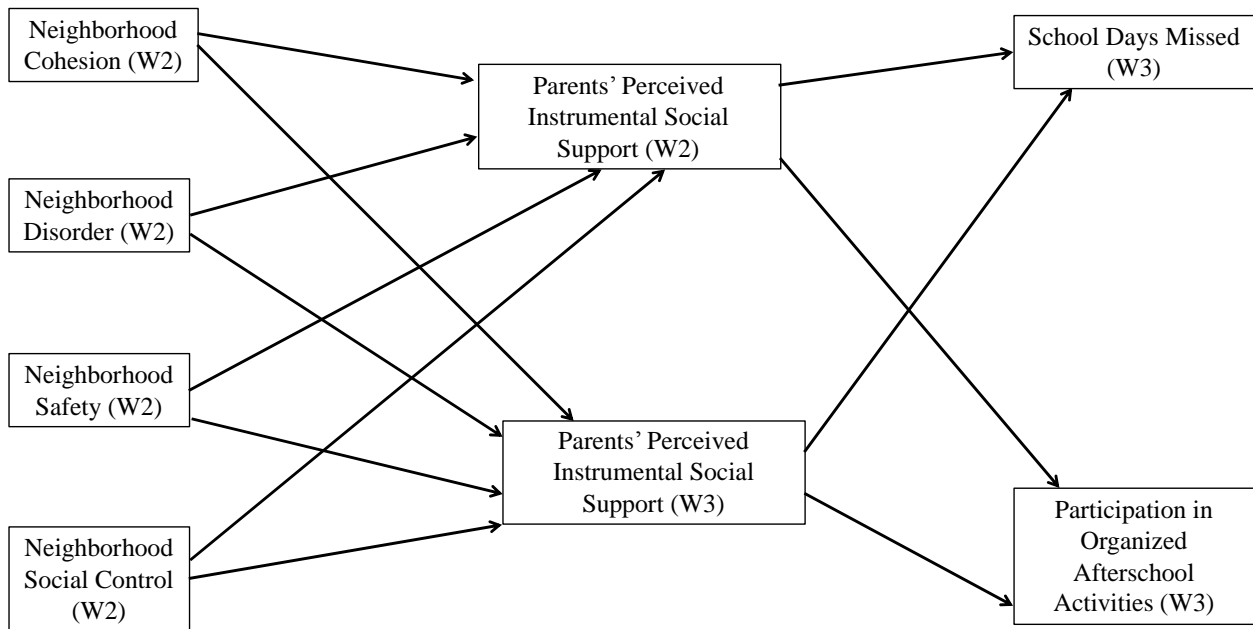 Neighborhood
Cohesion (W2)
Neighborhood
Disorder (W2)
Neighborhood
Safety (W2)
Neighborhood
Social Control
(W2)
Parents’ Perceived
Instrumental Social
Support (W2)
Parents’ Perceived
Instrumental Social
Support (W3)
School Days Missed
(W3)
Participation in
Organized
Afterschool
Activities (W3)